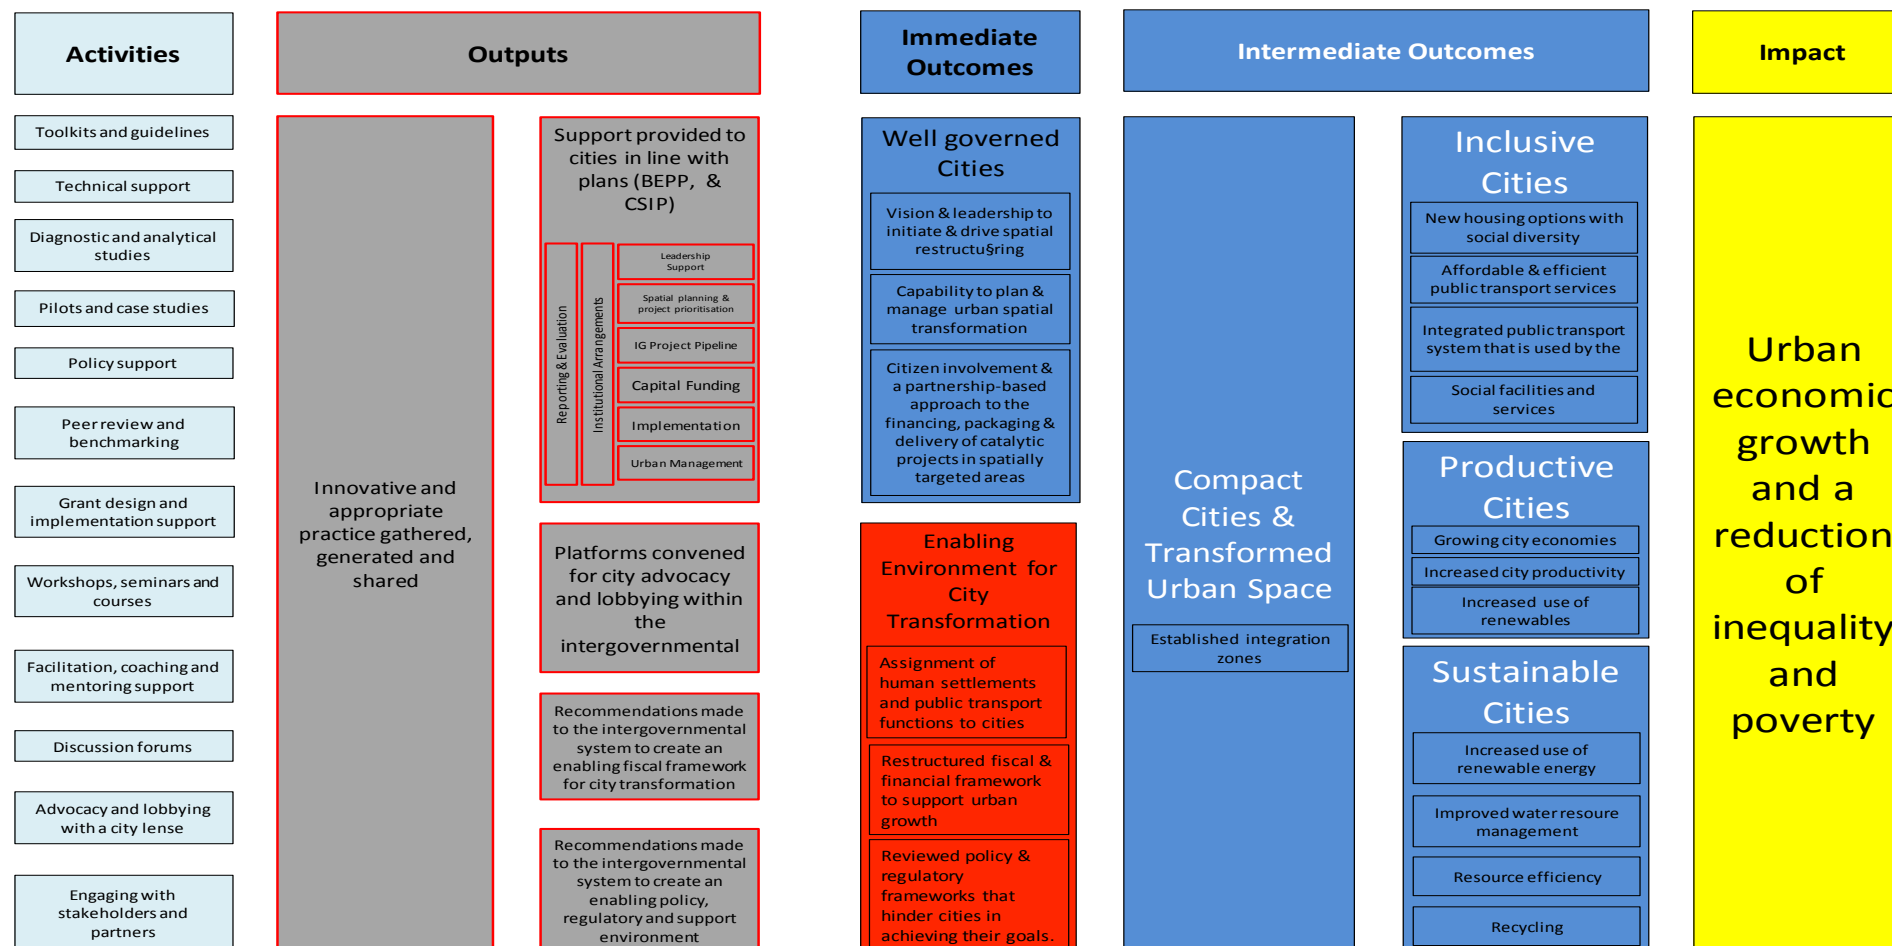 Activities
Outputs
Immediate
Outcomes
Intermediate Outcomes
Impact
Toolkits and guidelines
Technical support
Diagnostic and analytical
studies
Pilots and case studies
Policy support
Peer review and
benchmarking
Grant design and
implementation support
Workshops, seminars and
courses
Facilitation, coaching and
mentoring support
Discussion forums
Advocacy and lobbying
with a city lense
Engaging with
stakeholders and
partners
Innovative and
appropriate
practice gathered,
generated and
shared
Support provided to
cities in line with
plans (BEPP, &
CSIP)
Reporting & Evaluation
Institutional Arrangements
Leadership
Support
Spatial planning &
project prioritisation
IG Project Pipeline
Capital Funding
Implementation
Urban Management
Platforms convened
for city advocacy
and lobbying within
the
intergovernmental
Recommendations made
to the intergovernmental
system to create an
enabling fiscal framework
for city transformation
Recommendations made
to the intergovernmental
system to create an
enabling policy,
regulatory and support
environment
Well governed
Cities
Vision & leadership to
initiate & drive spatial
restructu§ring
Capability to plan &
manage urban spatial
transformation
Citizen involvement &
a partnership-based
approach to the
financing, packaging &
delivery of catalytic
projects in spatially
targeted areas
Enabling
Environment for
City
Transformation
Assignment of
human settlements
and public transport
functions to cities
Restructured fiscal &
financial framework
to support urban
growth
Reviewed policy &
regulatory
frameworks that
hinder cities in
achieving their goals.
Compact
Cities &
Transformed
Urban Space
Established integration
zones
Inclusive
Cities
New housing options with
social diversity
Affordable & efficient
public transport services
Integrated public transport
system that is used by the
Social facilities and
services
Productive
Cities
Growing city economies
Increased city productivity
Increased use of
renewables
Sustainable
Cities
Increased use of
renewable energy
Improved water resoure
management
Resource efficiency
Recycling
Urban
economic
growth
and a
reduction
of
inequality
and
poverty